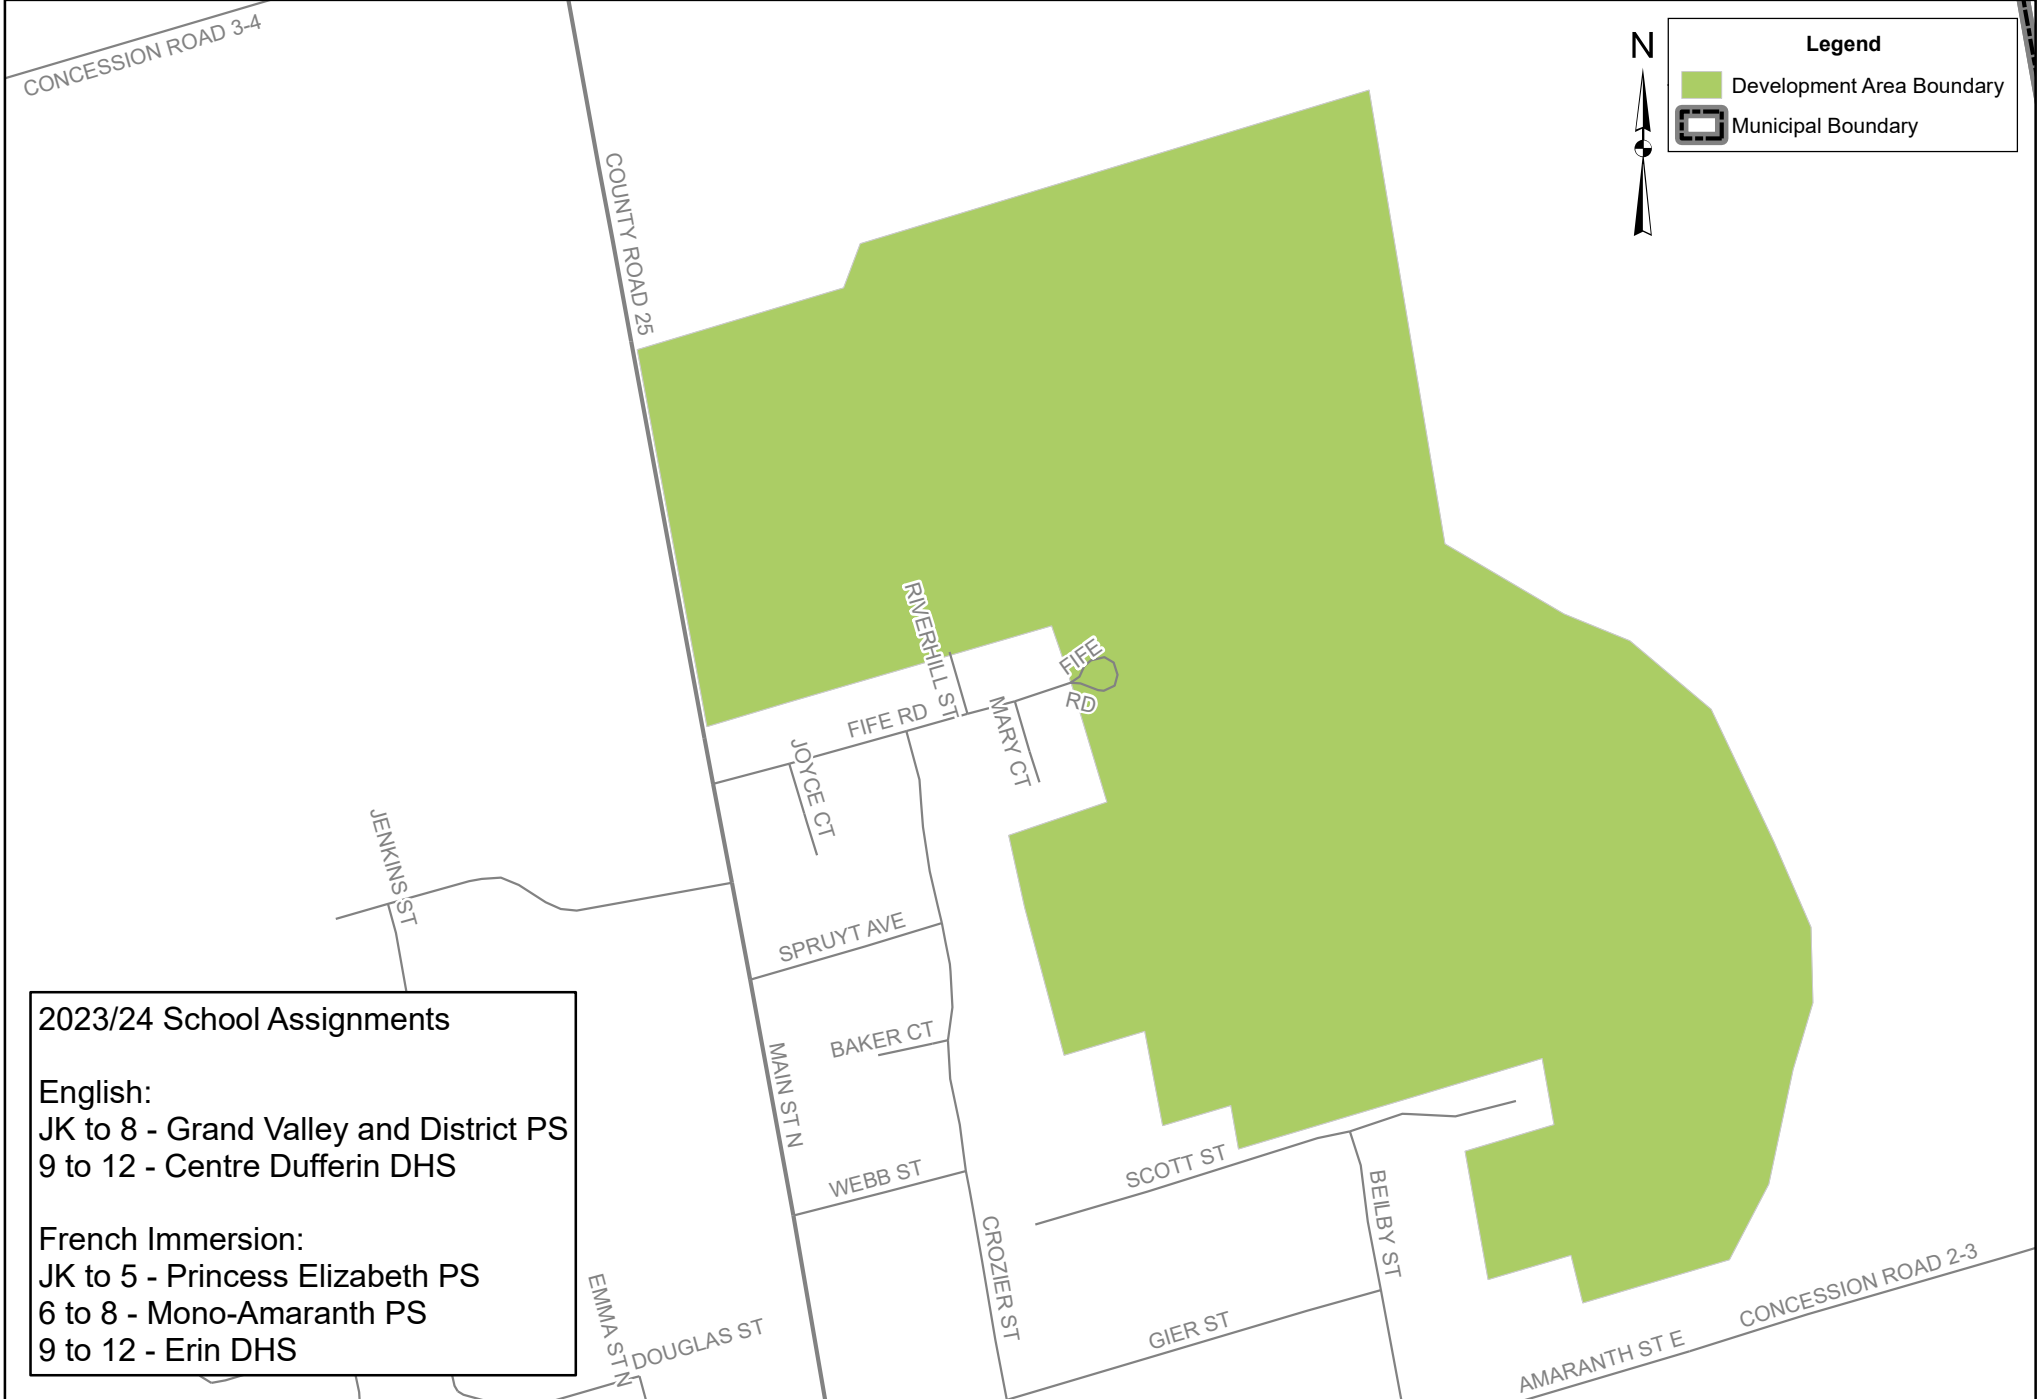 CONCESSION ROAD 3-4
N
Legend
Development Area Boundary
Municipal Boundary
COUNTY ROAD 25
RIVERHILL ST
FIFE
RD
FIFE RD
MARY CT
JOYCE CT
JENKINS ST
SPRUYT AVE
BAKER CT
MAIN ST N
WEBB ST
SCOTT ST
BEILBY ST
CROZIER ST
GIER ST
EMMA ST N
DOUGLAS ST
CONCESSION ROAD 2-3
AMARANTH ST E
2023/24 School Assignments
English:
JK to 8 - Grand Valley and District PS
9 to 12 - Centre Dufferin DHS
French Immersion:
JK to 5 - Princess Elizabeth PS
6 to 8 - Mono-Amaranth PS
9 to 12 - Erin DHS